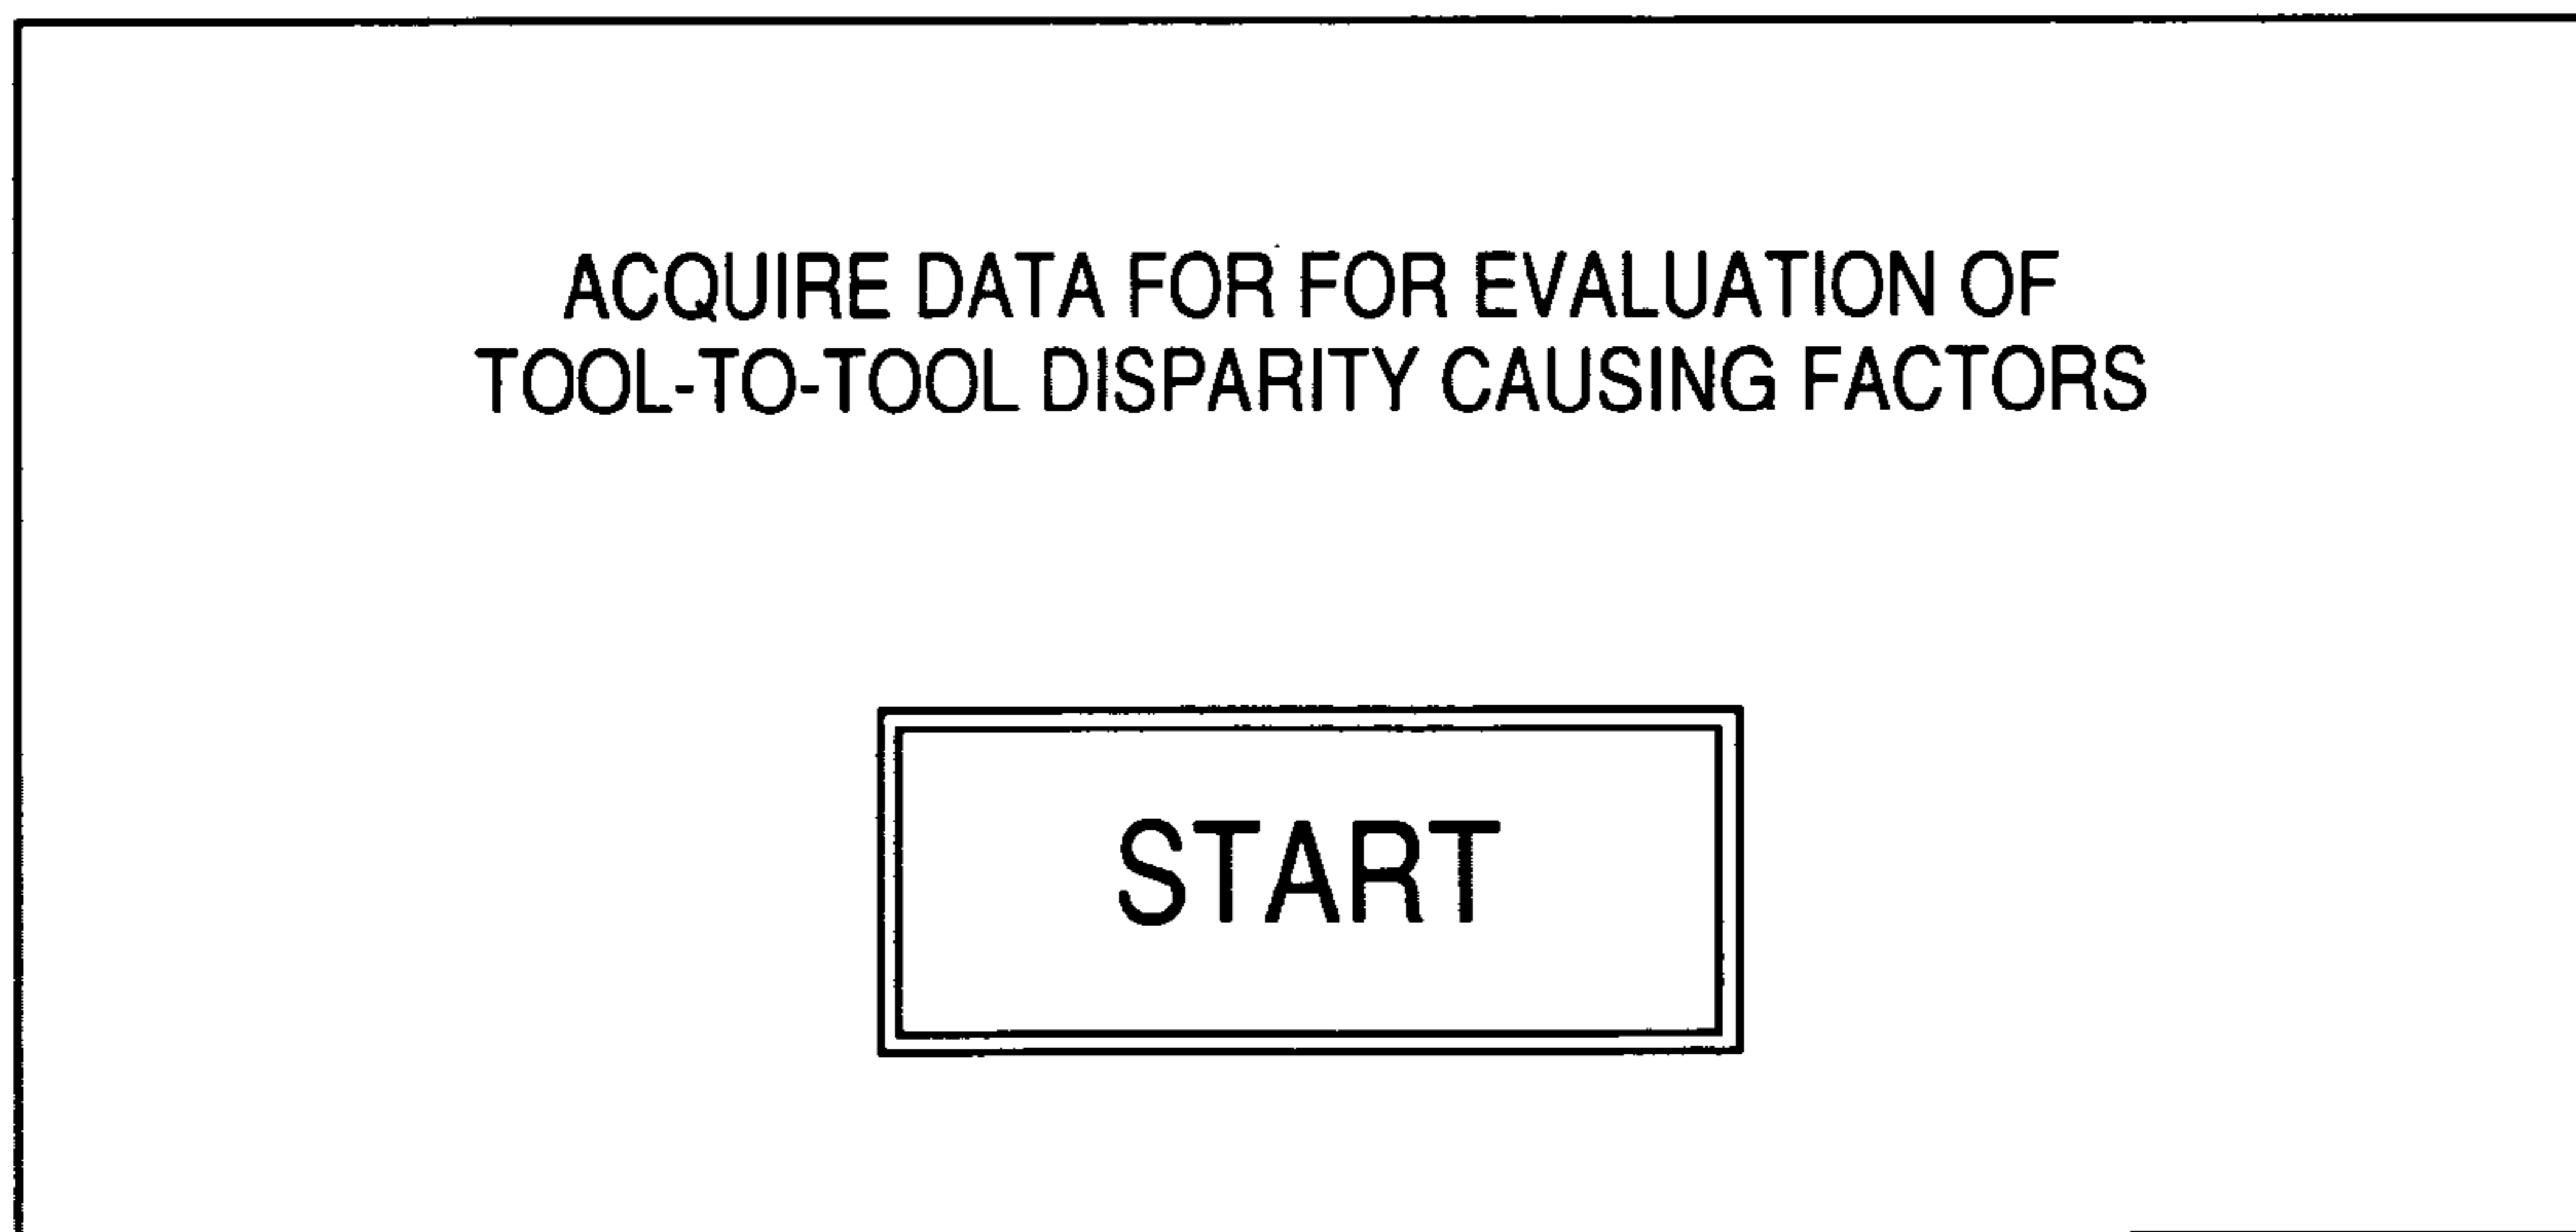 ACQUIRE DATA FOR FOR EVALUATION OF
TOOL-TO-TOOL DISPARITY CAUSING FACTORS
START